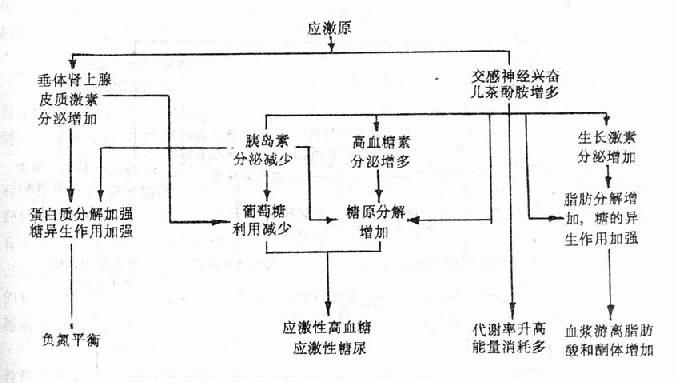 应激原
垂体肾上腺
皮质激素
分泌增加
交感神经兴奋
儿茶酚胺增多
胰岛素
分泌减少
高血糖素
分泌增多
生长激素
分泌增加
蛋白质分解加强
糖异生作用加强
葡萄糖
利用减少
糖原分解
增加
脂肪分解增
加，糖的异
生作用加强
负氮平衡
应激性高血糖
应激性糖尿
代谢率升高
能量消耗多
血浆游离脂肪
酸和酮体增加